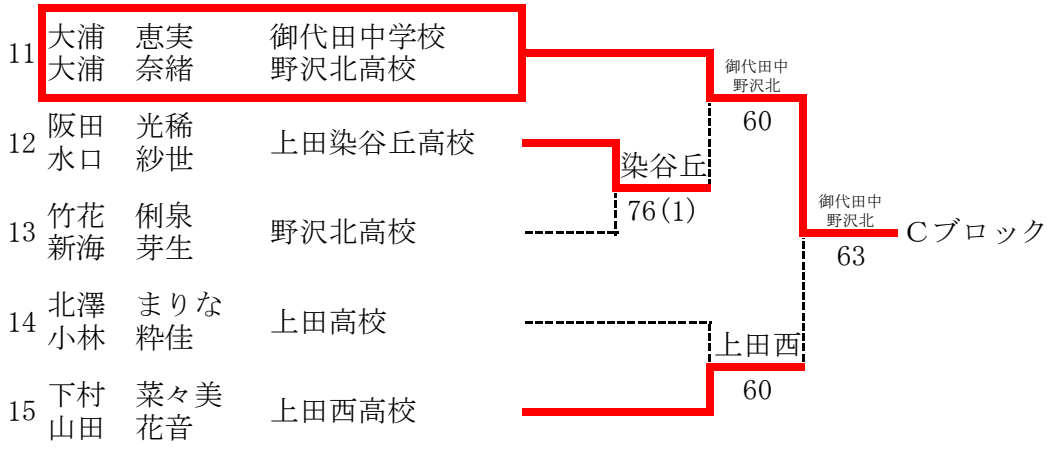 11 大浦 恵実 御代田中学校
大浦 奈緒 野沢北高校
12 阪田 光稀 上田染谷丘高校
水口 紗世
13 竹花 俐泉 野沢北高校
新海 芽生
14 北澤 まりな 上田高校
小林 粋佳
15 下村 菜々美 上田西高校
山田 花音
染谷丘
76(1)
御代田中
野沢北
60
上田西
60
御代田中
野沢北
63
Cブロック